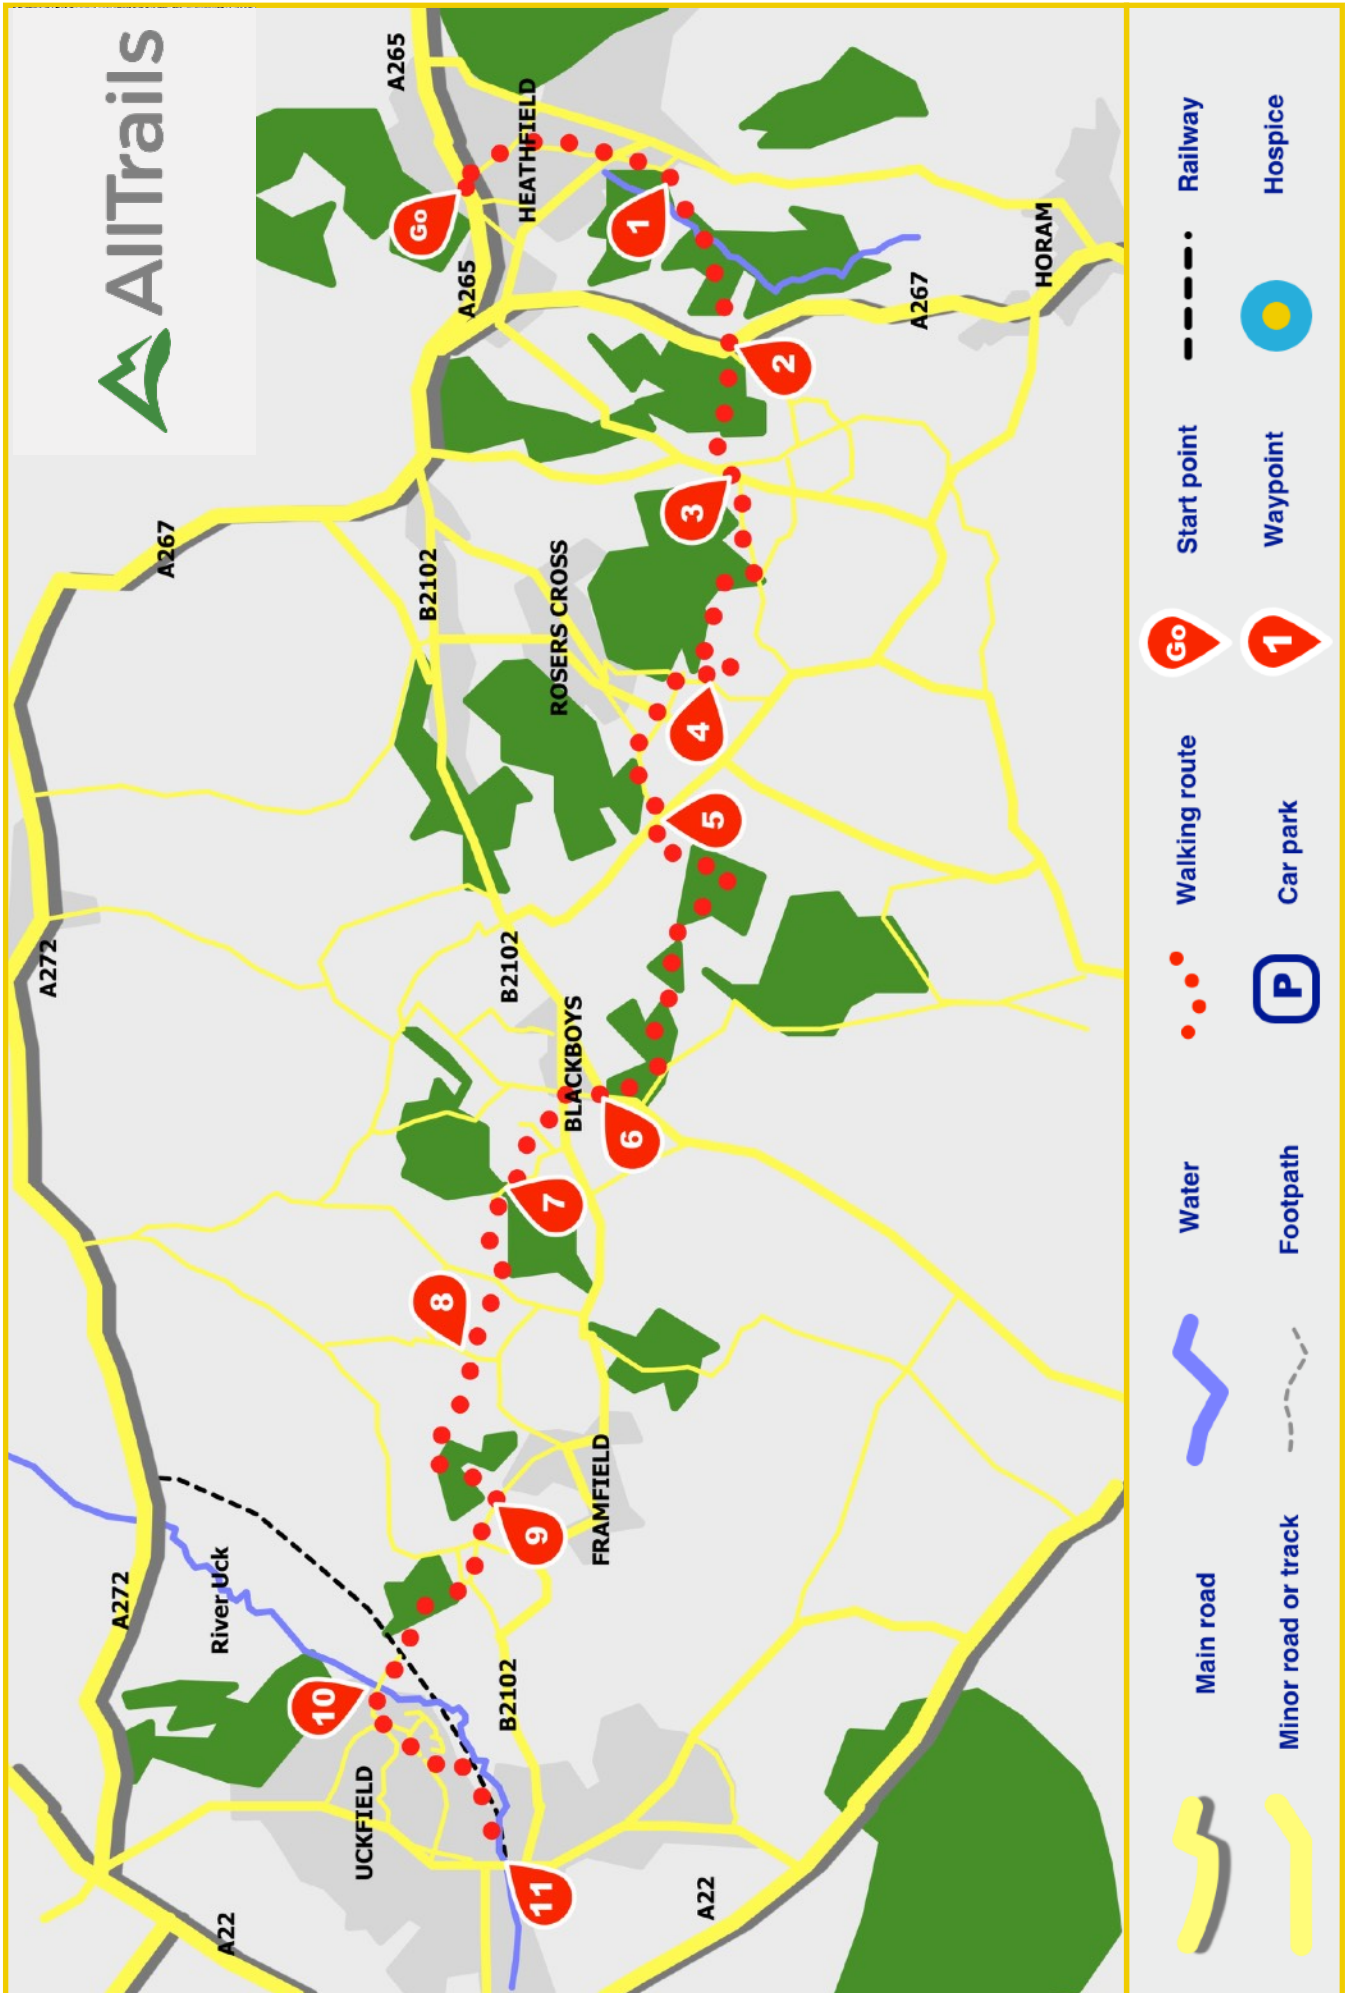 AllTrails
A22
A272
A272
A267
A265
A265
River Uck
UCKFIELD
10
8
B2102
B2102
Go
HEATHFIELD
B2102
11
9
7
BLACKBOYS
ROSERS CROSS
FRAMFIELD
6
5
4
3
2
1
A22
A267
HORAM
Main road
Water
Walking route
Go
Start point
Railway
Minor road or track
Footpath
P
Car park
1
Waypoint
Hospice